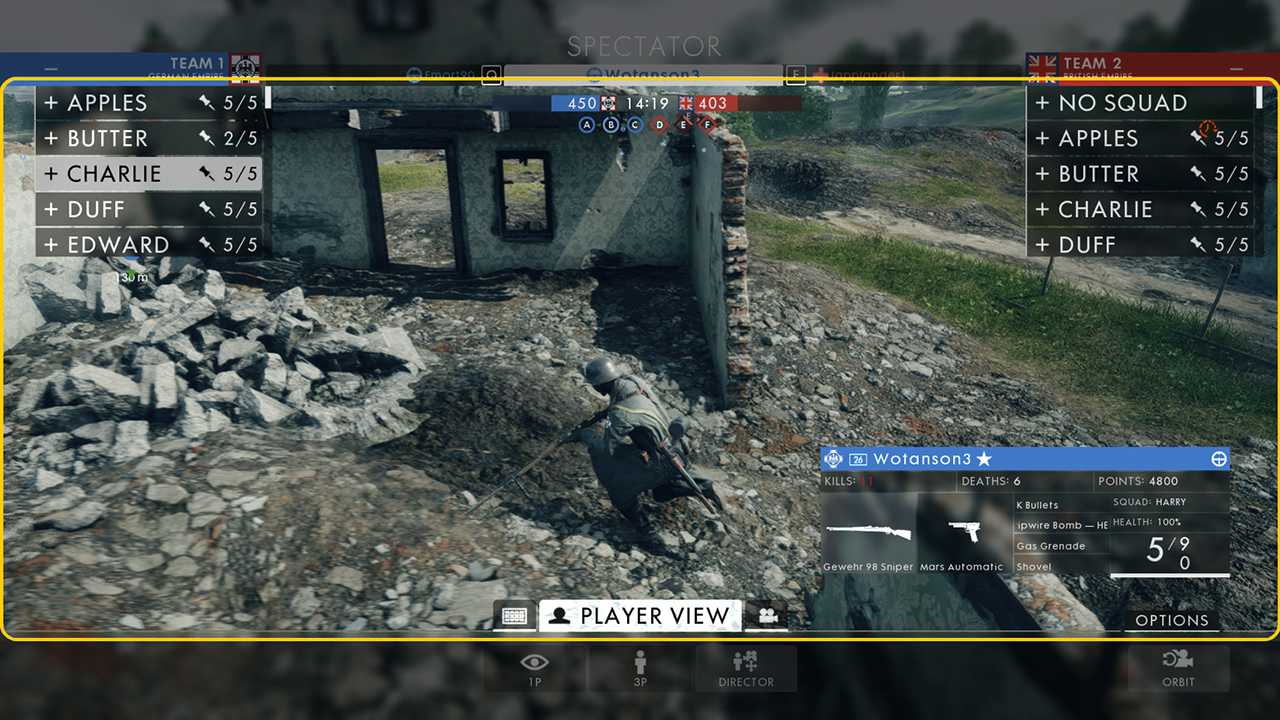 SPECTATOR
TEAM 1
GERMAN EMPIRE
Emort90
Q
Wotanson3
E
lapplander1
TEAM 2
BRITISH EMPIRE
+ APPLES 5/5
+ BUTTER 2/5
+ CHARLIE 5/5
+ DUFF 5/5
+ EDWARD 5/5
130 m
450 14:19 403
A B C D E F
+ NO SQUAD
+ APPLES 5/5
+ BUTTER 5/5
+ CHARLIE 5/5
+ DUFF 5/5
26 Wotanson3
KILLS: 11 DEATHS: 6 POINTS: 4800
Gewehr 98 Sniper
Mars Automatic
K Bullets
ipwire Bomb — HE
Gas Grenade
Shovel
SQUAD: HARRY
HEALTH: 100%
5/9
0
PLAYER VIEW
OPTIONS
1P
3P
DIRECTOR
ORBIT